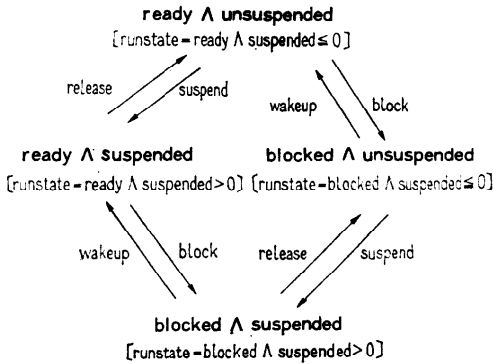 ready Λ unsuspended
[runstate=ready Λ suspended≤0]
release
suspend
wakeup
block
ready Λ suspended
blocked Λ unsuspended
[runstate=ready Λ suspended>0]
[runstate=blocked Λ suspended≤0]
wakeup
block
release
suspend
blocked Λ suspended
[runstate=blocked Λ suspended>0]